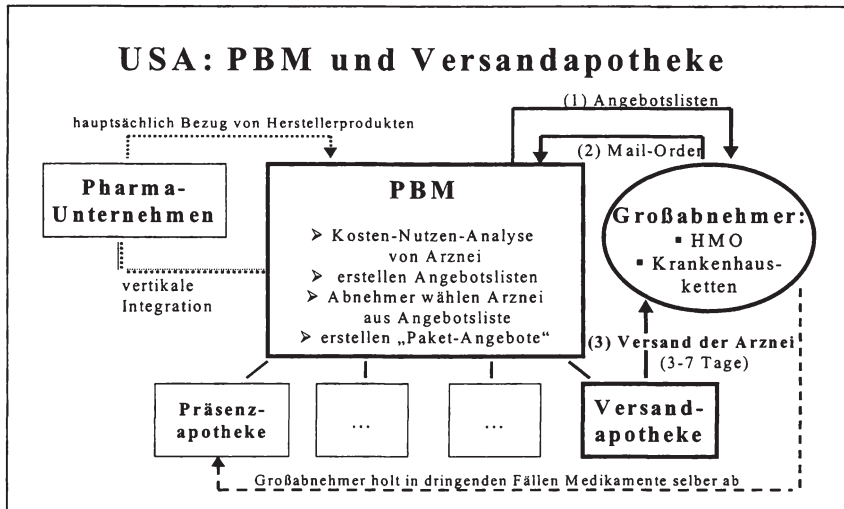 USA: PBM und Versandapotheke
(1) Angebotslisten
hauptsächlich Bezug von Herstellerprodukten
(2) Mail-Order
Pharma-
Unternehmen
PBM
➢ Kosten-Nutzen-Analyse
von Arznei
➢ erstellen Angebotslisten
➢ Abnehmer wählen Arznei
aus Angebotsliste
➢ erstellen „Paket-Angebote“
Großabnehmer:
▪ HMO
▪ Krankenhaus-
ketten
vertikale
Integration
(3) Versand der Arznei
(3-7 Tage)
Präsenz-
apotheke
...
...
Versand-
apotheke
Großabnehmer holt in dringenden Fällen Medikamente selber ab